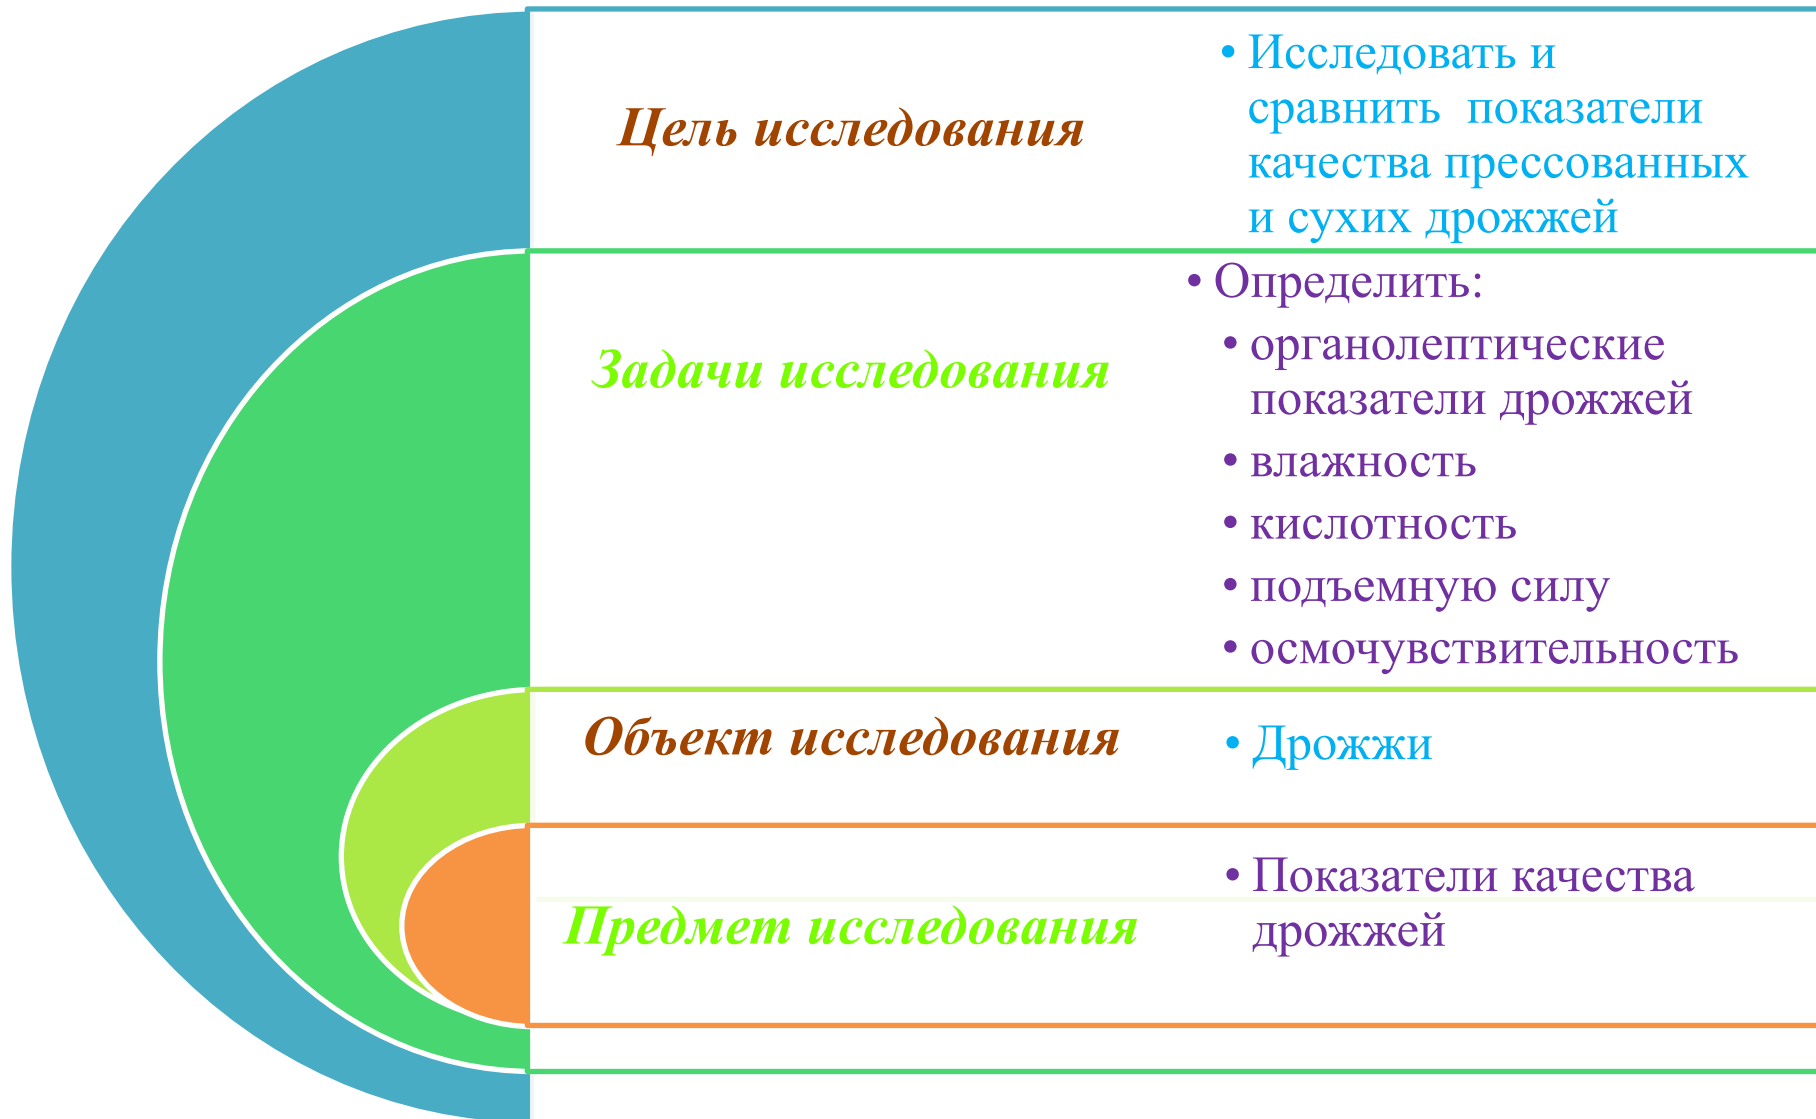 Цель исследования
• Исследовать и
сравнить показатели
качества прессованных
и сухих дрожжей
Задачи исследования
• Определить:
• органолептические
показатели дрожжей
• влажность
• кислотность
• подъемную силу
• осмочувствительность
Объект исследования
• Дрожжи
Предмет исследования
• Показатели качества
дрожжей